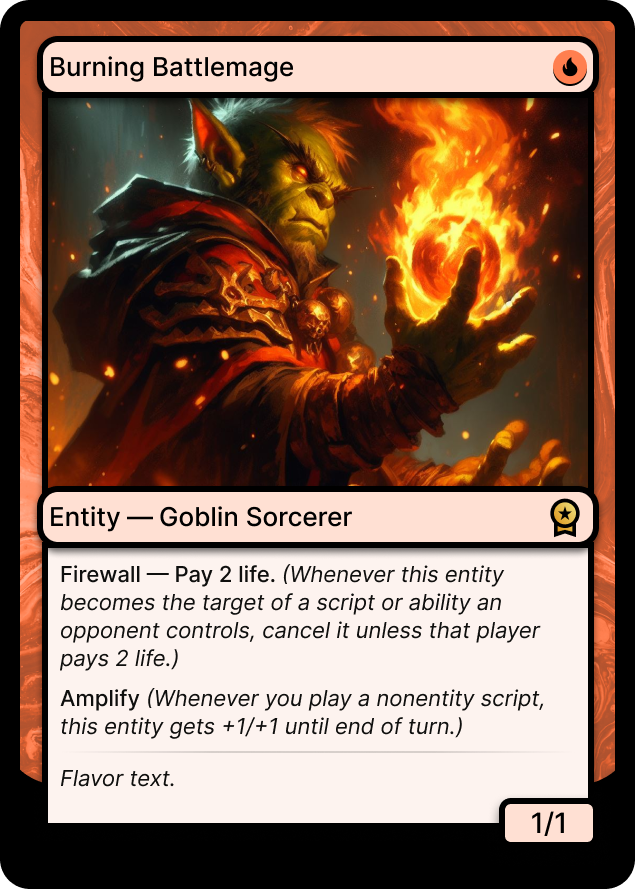 Burning Battlemage
Entity — Goblin Sorcerer
Firewall — Pay 2 life. (Whenever this entity
becomes the target of a script or ability an
opponent controls, cancel it unless that player
pays 2 life.)
Amplify (Whenever you play a nonentity script,
this entity gets +1/+1 until end of turn.)
Flavor text.
1/1